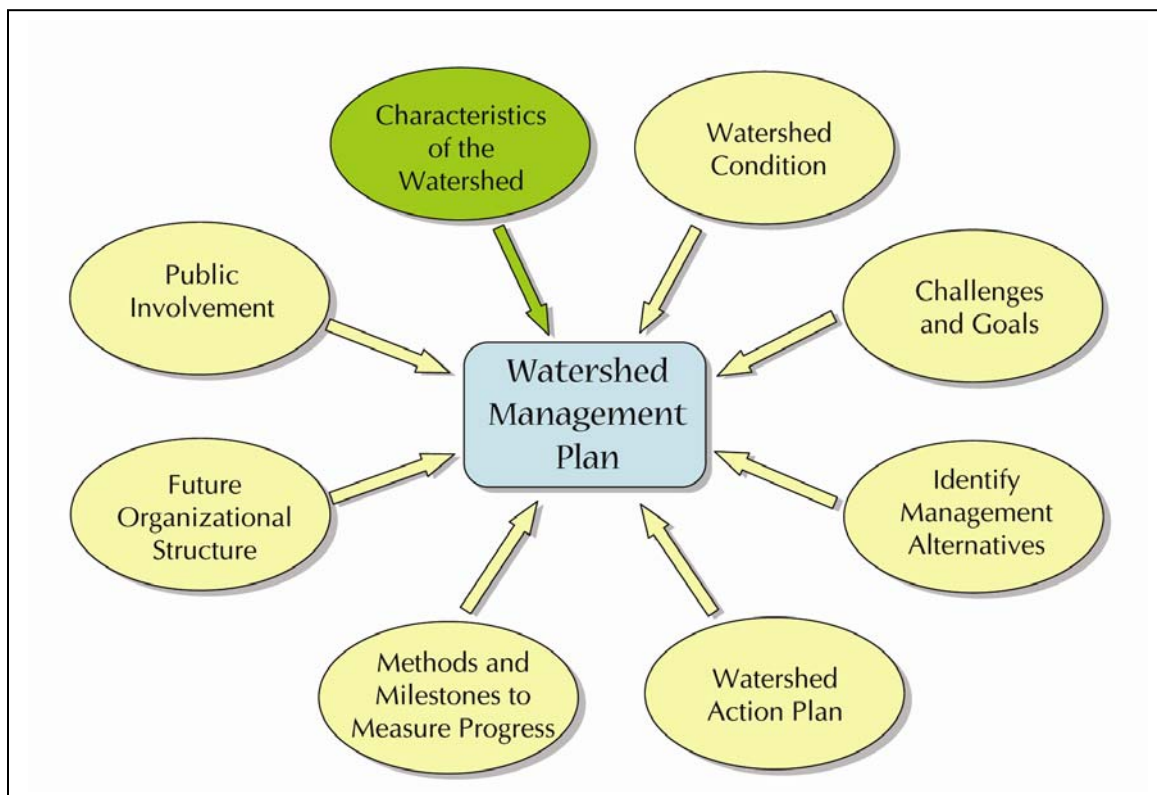 Characteristics
of the
Watershed
Watershed
Condition
Public
Involvement
Challenges
and Goals
Watershed
Management
Plan
Future
Organizational
Structure
Identify
Management
Alternatives
Methods and
Milestones to
Measure Progress
Watershed
Action Plan